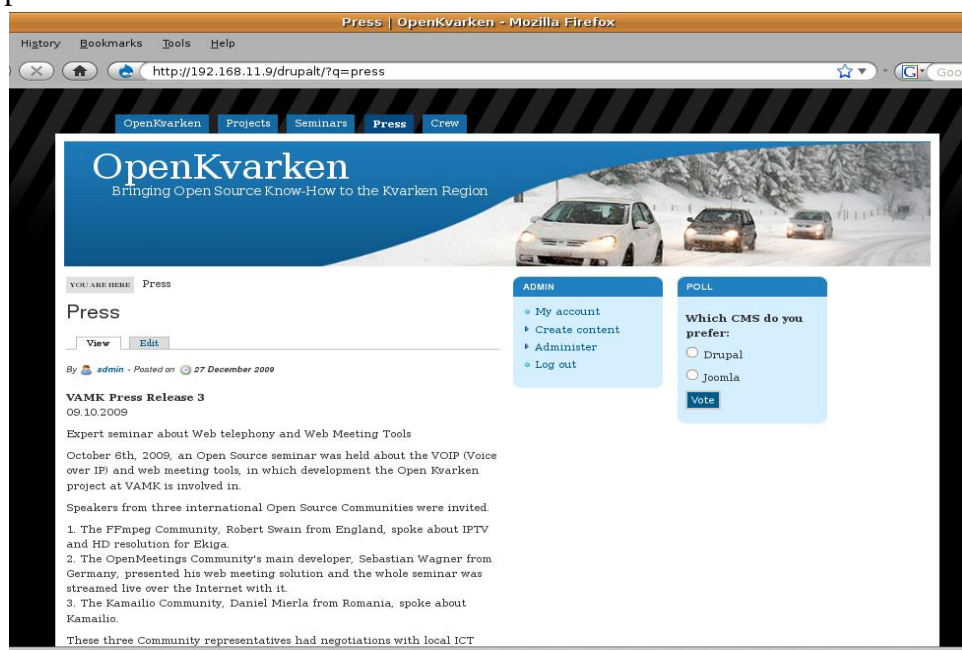 Press | OpenKvarken - Mozilla Firefox
History Bookmarks Tools Help
http://192.168.11.9/drupalt/?q=press
G Goo
OpenKvarken Projects Seminars Press Crew
OpenKvarken
Bringing Open Source Know-How to the Kvarken Region
YOU ARE HERE Press
Press
View Edit
By admin - Posted on 27 December 2009
VAMK Press Release 3
09.10.2009
Expert seminar about Web telephony and Web Meeting Tools
October 6th, 2009, an Open Source seminar was held about the VOIP (Voice
over IP) and web meeting tools, in which development the Open Kvarken
project at VAMK is involved in.
Speakers from three international Open Source Communities were invited.
1. The FFmpeg Community, Robert Swain from England, spoke about IPTV
and HD resolution for Ekiga.
2. The OpenMeetings Community's main developer, Sebastian Wagner from
Germany, presented his web meeting solution and the whole seminar was
streamed live over the Internet with it.
3. The Kamailio Community, Daniel Mierla from Romania, spoke about
Kamailio.
These three Community representatives had negotiations with local ICT
ADMIN
My account
Create content
Administer
Log out
POLL
Which CMS do you
prefer:
Drupal
Joomla
Vote